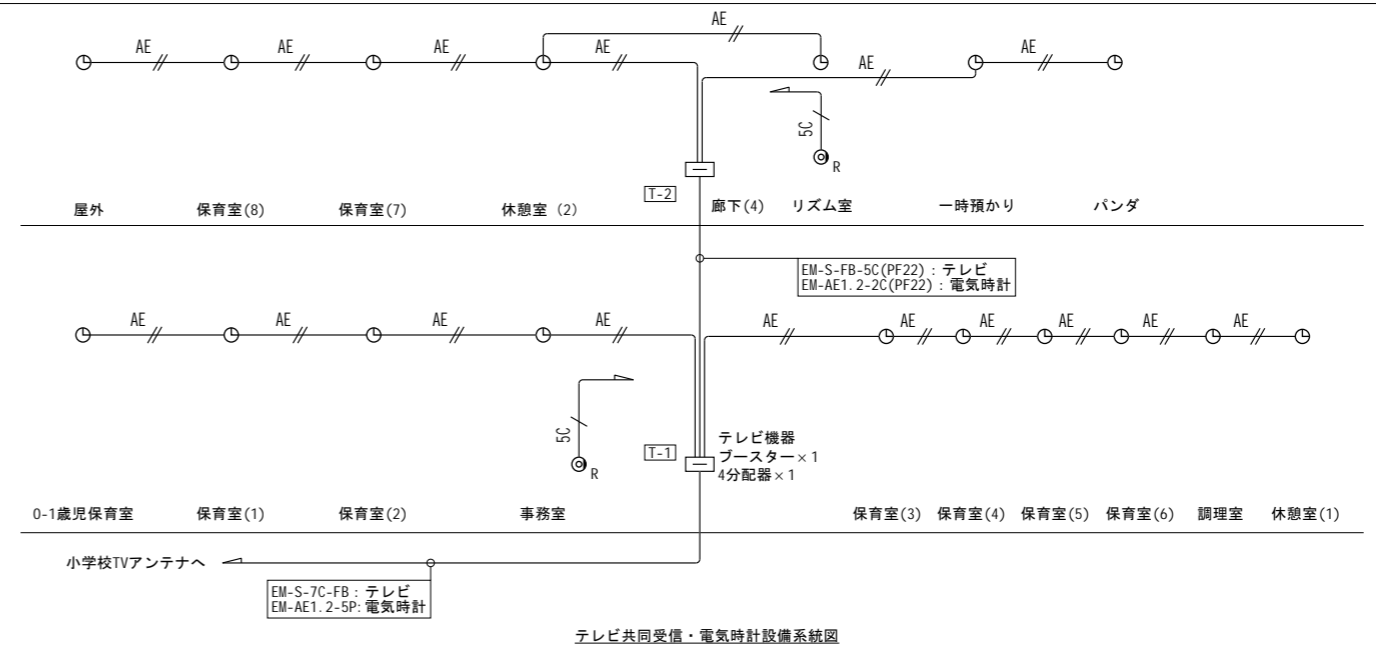 AE
AE AE AE AE AE AE
5C
R
T-2
屋外 保育室(8) 保育室(7) 休憩室 (2) 廊下(4) リズム室 一時預かり パンダ
EM-S-FB-5C(PF22) : テレビ
EM-AE1.2-2C(PF22) : 電気時計
AE AE AE AE AE AE AE AE AE AE
5C
R
T-1
テレビ機器
ブースター×1
4分配器×1
0-1歳児保育室 保育室(1) 保育室(2) 事務室 保育室(3) 保育室(4) 保育室(5) 保育室(6) 調理室 休憩室(1)
小学校TVアンテナへ
EM-S-7C-FB : テレビ
EM-AE1.2-5P: 電気時計
テレビ共同受信・電気時計設備系統図